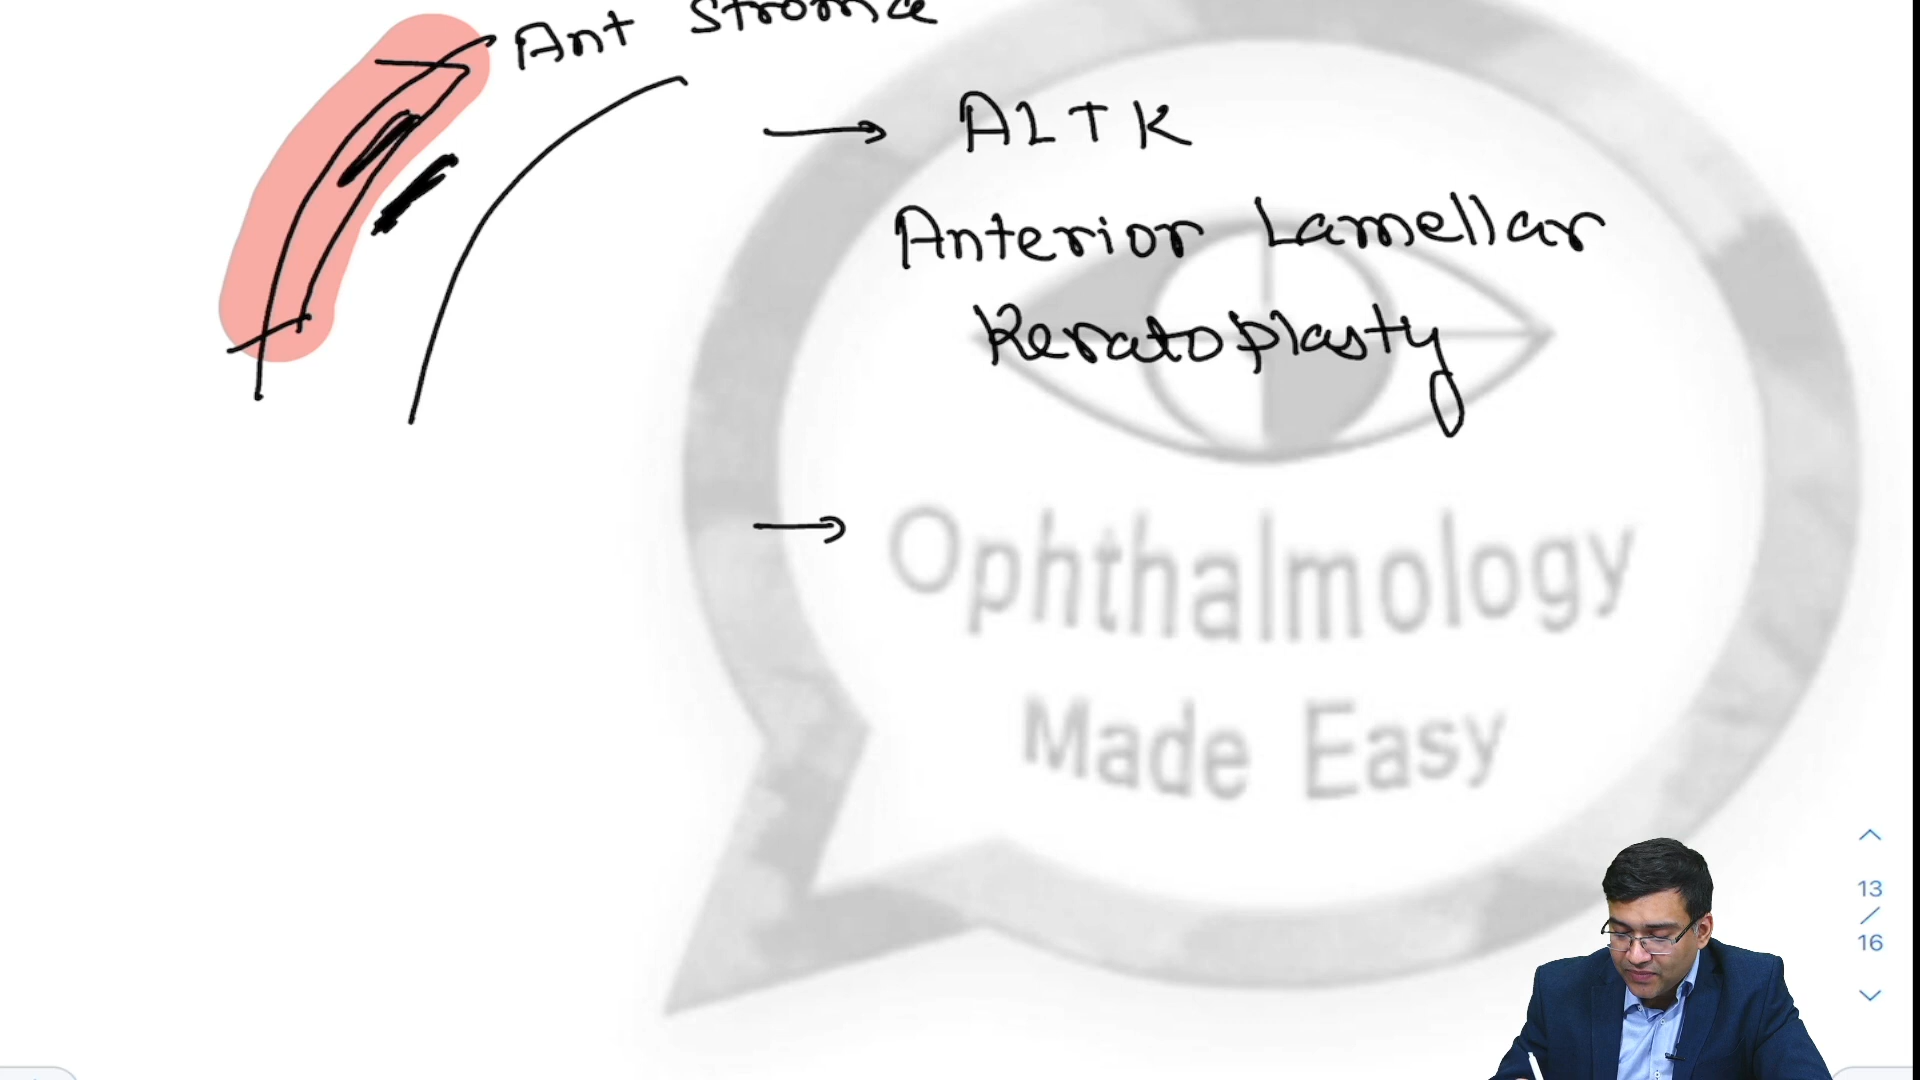 Ant Stroma
→ ALTK
Anterior Lamellar
Keratoplasty
→
Ophthalmology
Made Easy
13
/
16